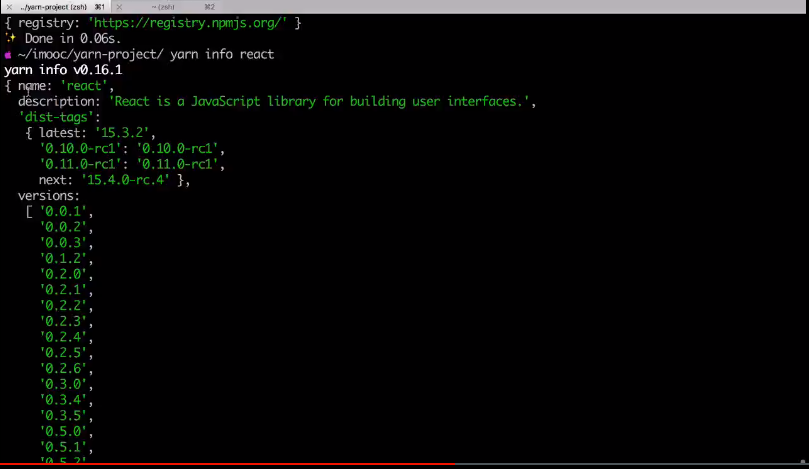 ../yarn-project (zsh) ⌘1 ~ (zsh) ⌘2
{ registry: 'https://registry.npmjs.org/' }
✨ Done in 0.06s.
~/imooc/yarn-project/ yarn info react
yarn info v0.16.1
{ name: 'react',
description: 'React is a JavaScript library for building user interfaces.',
'dist-tags':
{ latest: '15.3.2',
'0.10.0-rc1': '0.10.0-rc1',
'0.11.0-rc1': '0.11.0-rc1',
next: '15.4.0-rc.4' },
versions:
[ '0.0.1',
'0.0.2',
'0.0.3',
'0.1.2',
'0.2.0',
'0.2.1',
'0.2.2',
'0.2.3',
'0.2.4',
'0.2.5',
'0.2.6',
'0.3.0',
'0.3.4',
'0.3.5',
'0.5.0',
'0.5.1',
'0.5.2',